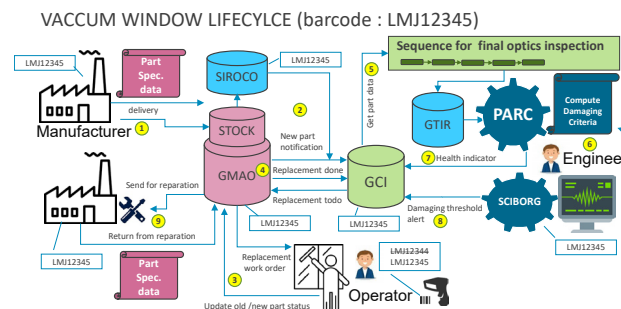 VACCUM WINDOW LIFECYLCE (barcode : LMJ12345)
LMJ12345
Part
Spec.
data
SIROCO
LMJ12345
5
Sequence for final optics inspection
Get part data
delivery
Manufacturer
1
STOCK
2
New part
notification
GTIR
PARC
Compute
Damaging
Criteria
6
Enginee
7
Health indicator
4
Replacement done
GMAO
GCI
Replacement todo
Send for reparation
9
LMJ12345
LMJ12345
Damaging threshold
alert
8
SCIBORG
LMJ12345
LMJ12345
Return from reparation
Replacement
work order
3
Part
Spec.
data
LMJ12344
LMJ12345
Operator
Update old /new part status